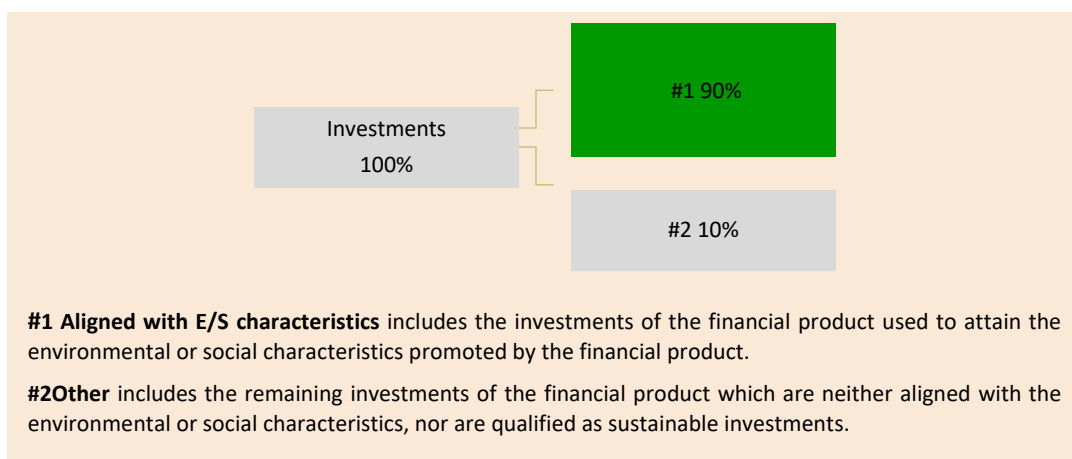 #1 90%
Investments
100%
#2 10%
#1 Aligned with E/S characteristics includes the investments of the financial product used to attain the
environmental or social characteristics promoted by the financial product.
#2Other includes the remaining investments of the financial product which are neither aligned with the
environmental or social characteristics, nor are qualified as sustainable investments.